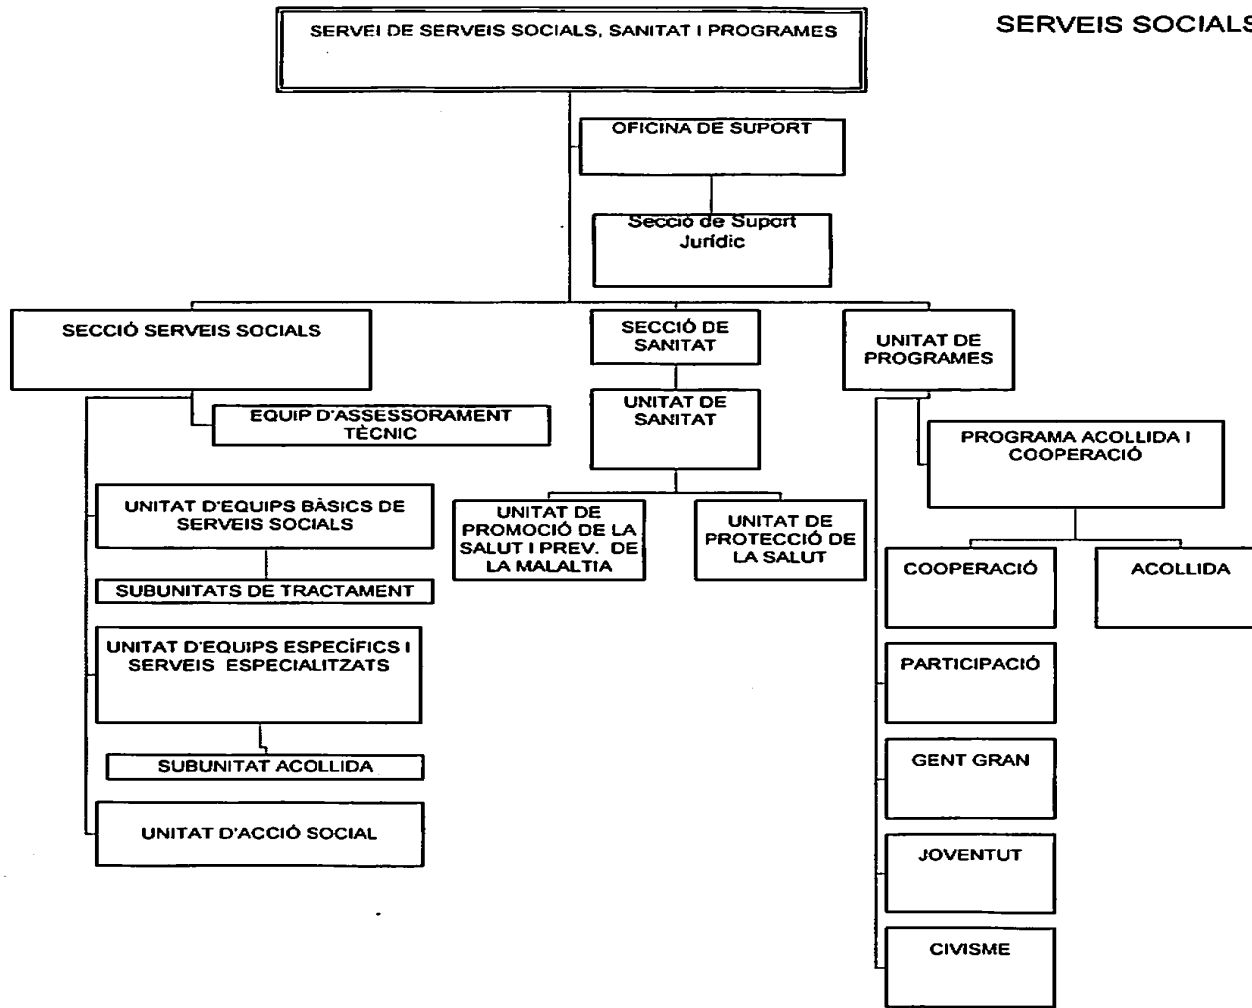 SERVEIS SOCIALS
SERVEI DE SERVEIS SOCIALS, SANITAT I PROGRAMES
OFICINA DE SUPORT
Secció de Suport
Jurídic
SECCIÓ SERVEIS SOCIALS
SECCIÓ DE
SANITAT
UNITAT DE
PROGRAMES
EQUIP D'ASSESSORAMENT
TÈCNIC
UNITAT DE
SANITAT
PROGRAMA ACOLLIDA I
COOPERACIÓ
UNITAT D'EQUIPS BÀSICS DE
SERVEIS SOCIALS
UNITAT DE
PROMOCIÓ DE LA
SALUT I PREV. DE
LA MALALTIA
UNITAT DE
PROTECCIÓ DE
LA SALUT
COOPERACIÓ
ACOLLIDA
SUBUNITATS DE TRACTAMENT
UNITAT D'EQUIPS ESPECÍFICS I
SERVEIS ESPECIALITZATS
PARTICIPACIÓ
SUBUNITAT ACOLLIDA
GENT GRAN
UNITAT D'ACCIÓ SOCIAL
JOVENTUT
CIVISME